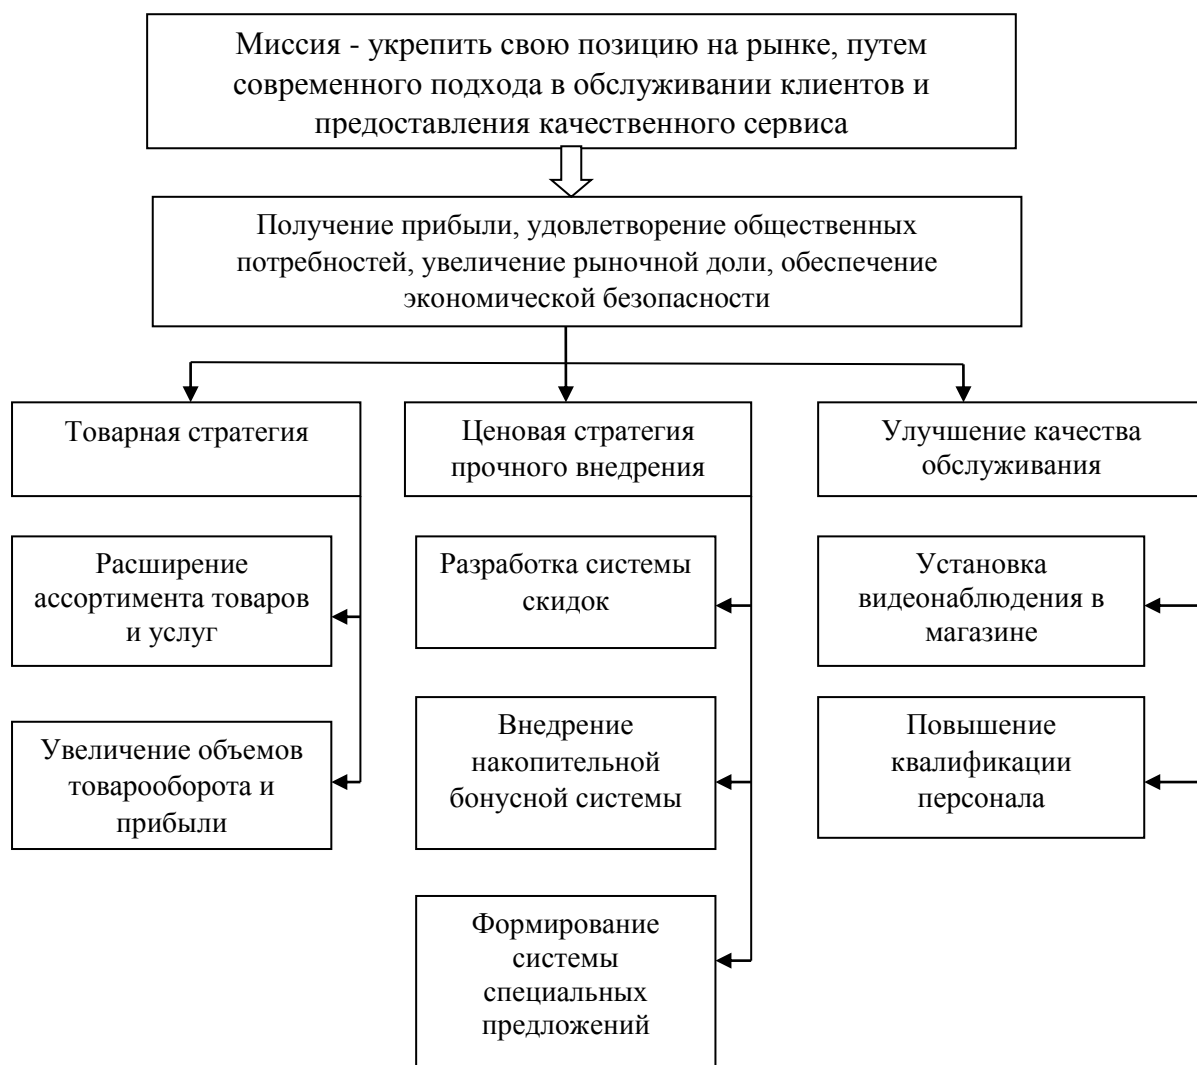 Миссия - укрепить свою позицию на рынке, путем
современного подхода в обслуживании клиентов и
предоставления качественного сервиса
Получение прибыли, удовлетворение общественных
потребностей, увеличение рыночной доли, обеспечение
экономической безопасности
Товарная стратегия
Ценовая стратегия
прочного внедрения
Улучшение качества
обслуживания
Расширение
ассортимента товаров
и услуг
Разработка системы
скидок
Установка
видеонаблюдения в
магазине
Увеличение объемов
товарооборота и
прибыли
Внедрение
накопительной
бонусной системы
Повышение
квалификации
персонала
Формирование
системы
специальных
предложений